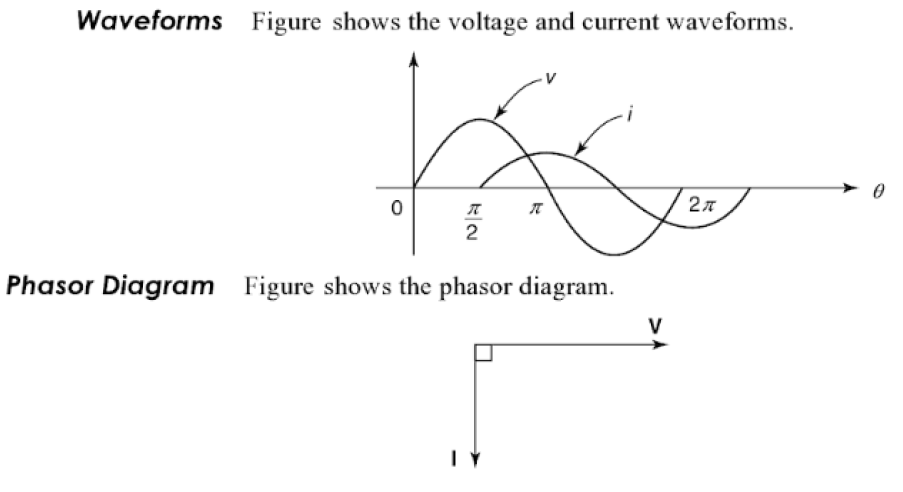 Waveforms Figure shows the voltage and current waveforms.
v
i
0
π/2
π
2π
θ
Phasor Diagram Figure shows the phasor diagram.
V
I